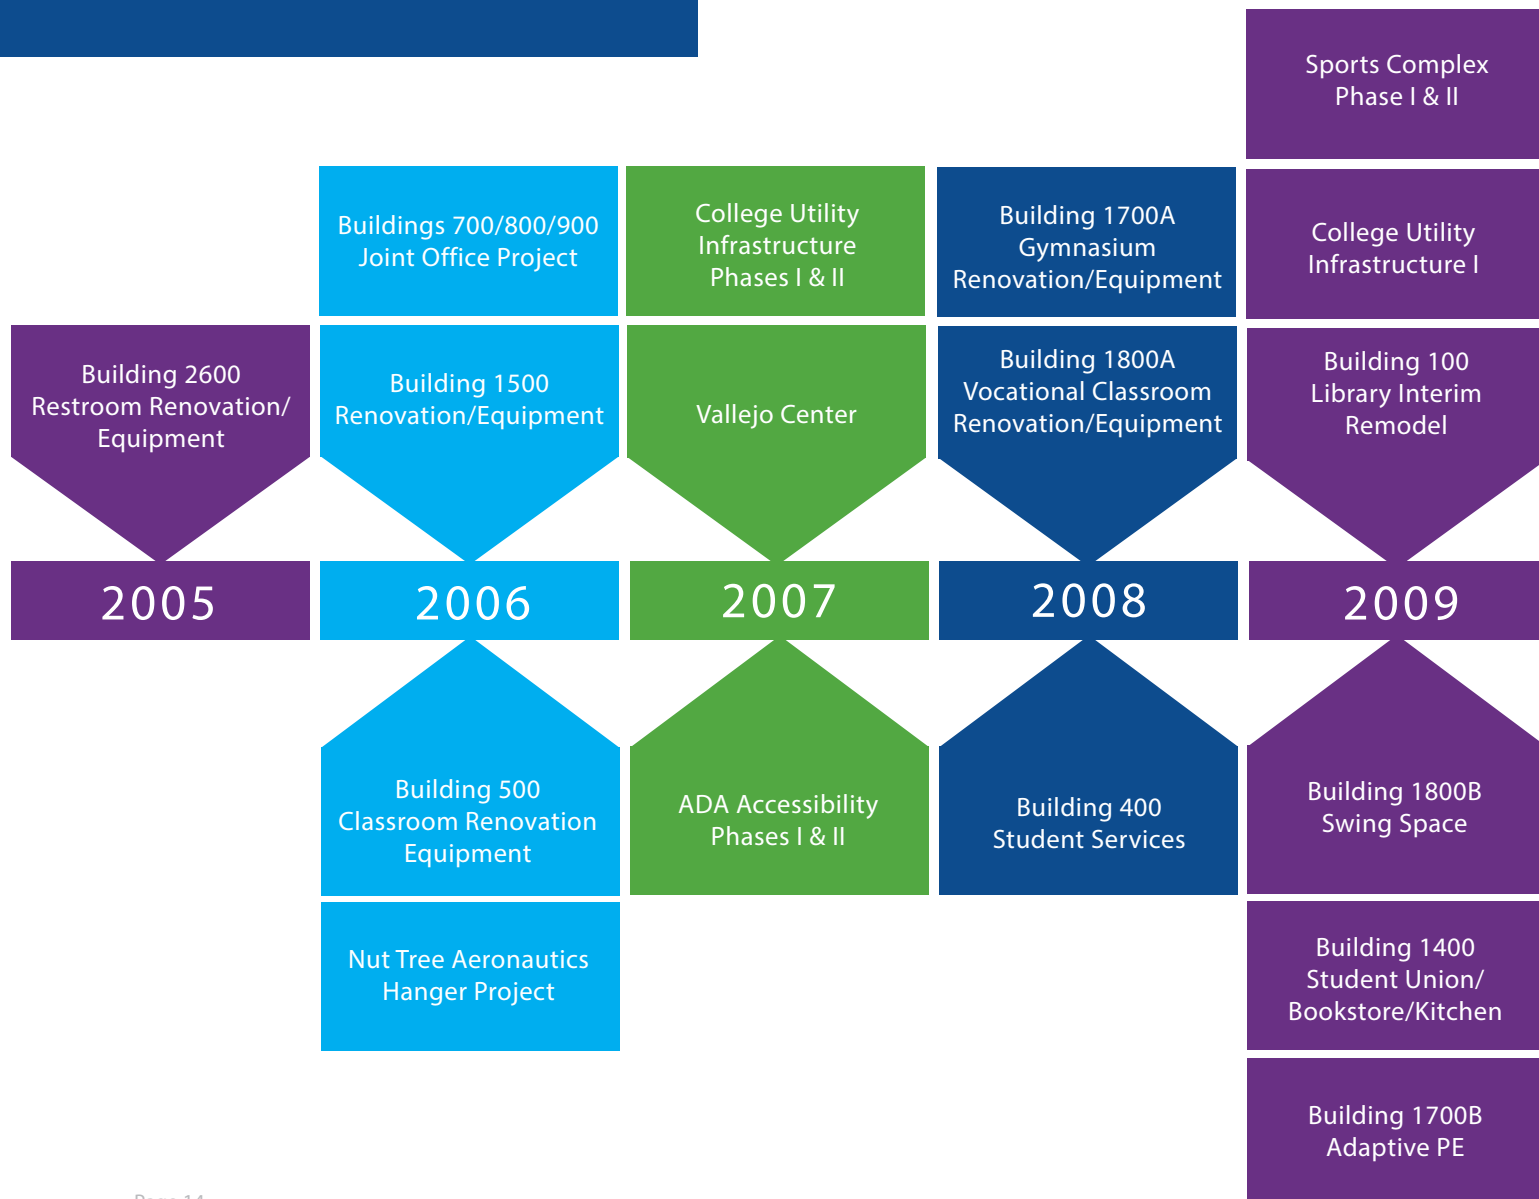 Sports Complex
Phase I & II
Buildings 700/800/900
Joint Office Project
College Utility
Infrastructure
Phases I & II
Building 1700A
Gymnasium
Renovation/Equipment
College Utility
Infrastructure I
Building 2600
Restroom Renovation/
Equipment
Building 1500
Renovation/Equipment
Vallejo Center
Building 1800A
Vocational Classroom
Renovation/Equipment
Building 100
Library Interim
Remodel
2005
2006
2007
2008
2009
Building 500
Classroom Renovation
Equipment
ADA Accessibility
Phases I & II
Building 400
Student Services
Building 1800B
Swing Space
Nut Tree Aeronautics
Hanger Project
Building 1400
Student Union/
Bookstore/Kitchen
Building 1700B
Adaptive PE
Page 14